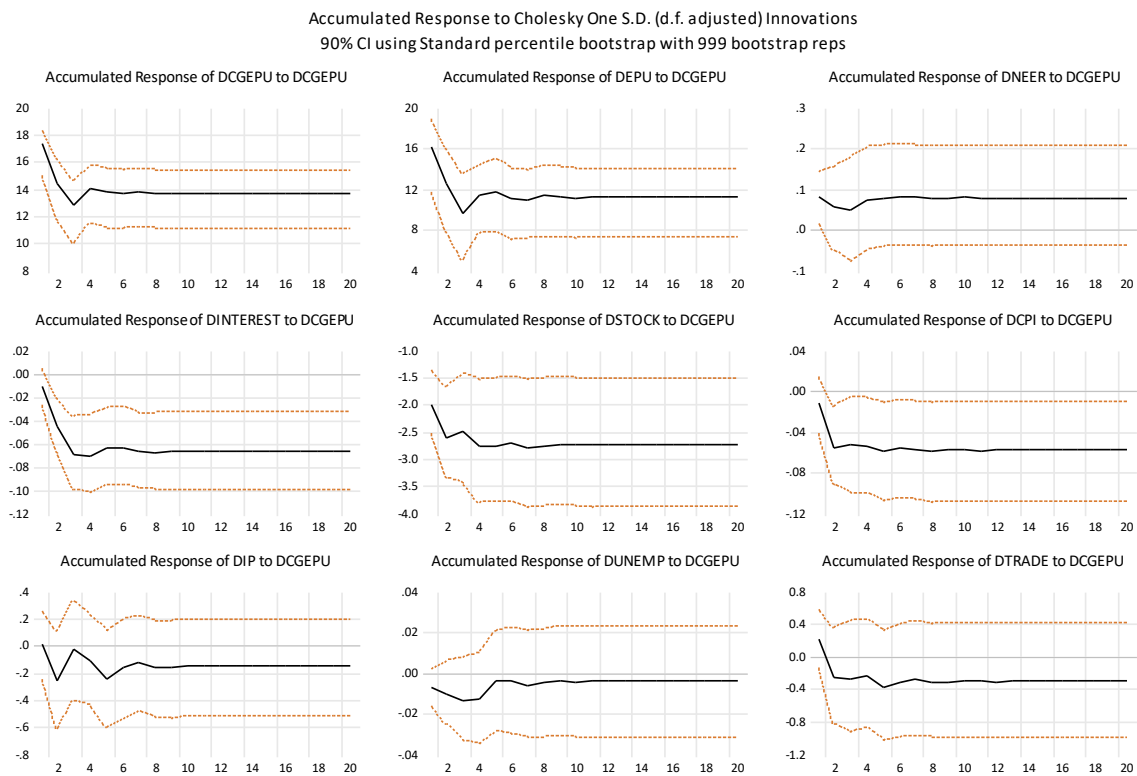 Accumulated Response to Cholesky One S.D. (d.f. adjusted) Innovations
90% CI using Standard percentile bootstrap with 999 bootstrap reps
Accumulated Response of DCGEPU to DCGEPU
20
18
16
14
12
10
8
2 4 6 8 10 12 14 16 18 20
Accumulated Response of DEPU to DCGEPU
20
16
12
8
4
2 4 6 8 10 12 14 16 18 20
Accumulated Response of DNEER to DCGEPU
.3
.2
.1
.0
-.1
2 4 6 8 10 12 14 16 18 20
Accumulated Response of DINTEREST to DCGEPU
.02
.00
-.02
-.04
-.06
-.08
-.10
-.12
2 4 6 8 10 12 14 16 18 20
Accumulated Response of DSTOCK to DCGEPU
-1.0
-1.5
-2.0
-2.5
-3.0
-3.5
-4.0
2 4 6 8 10 12 14 16 18 20
Accumulated Response of DCPI to DCGEPU
.04
.00
-.04
-.08
-.12
2 4 6 8 10 12 14 16 18 20
Accumulated Response of DIP to DCGEPU
.4
.2
.0
-.2
-.4
-.6
-.8
2 4 6 8 10 12 14 16 18 20
Accumulated Response of DUNEMP to DCGEPU
.04
.02
.00
-.02
-.04
2 4 6 8 10 12 14 16 18 20
Accumulated Response of DTRADE to DCGEPU
0.8
0.4
0.0
-0.4
-0.8
-1.2
2 4 6 8 10 12 14 16 18 20